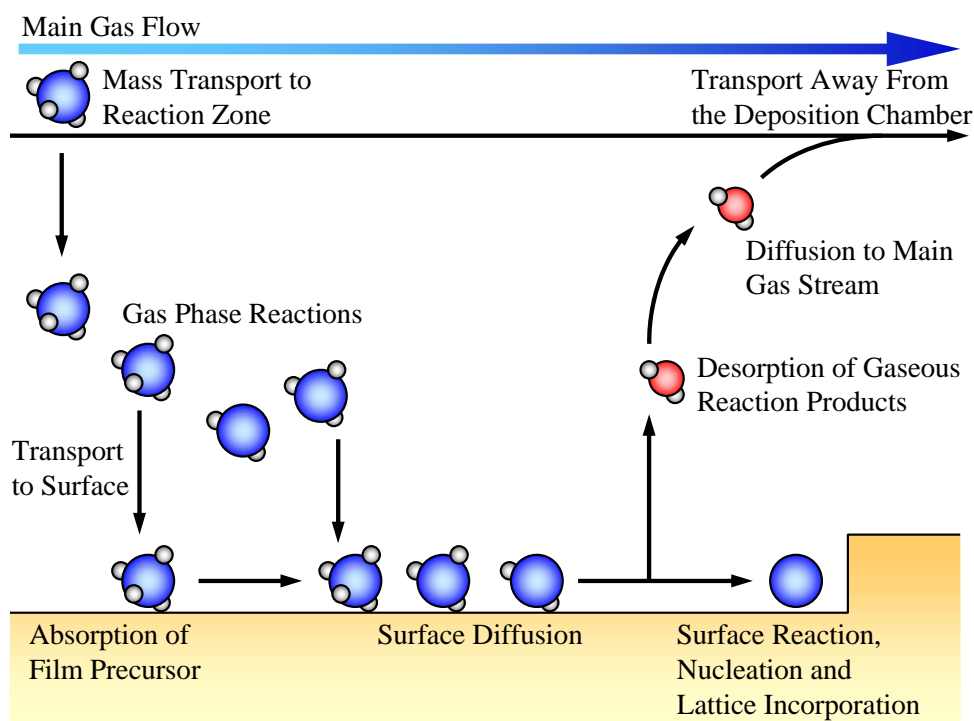 Main Gas Flow
Mass Transport to
Reaction Zone
Transport Away From
the Deposition Chamber
Diffusion to Main
Gas Stream
Gas Phase Reactions
Desorption of Gaseous
Reaction Products
Transport
to Surface
Absorption of
Film Precursor
Surface Diffusion
Surface Reaction,
Nucleation and
Lattice Incorporation